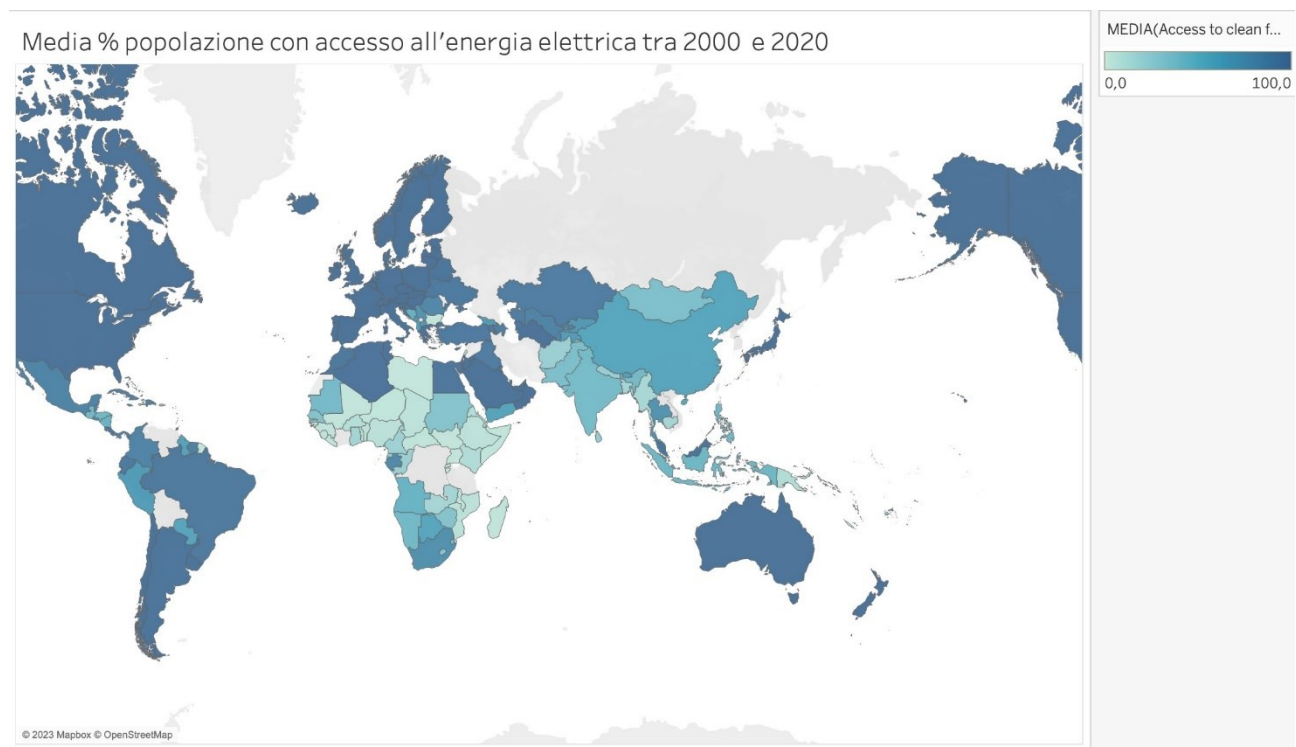 Media % popolazione con accesso all'energia elettrica tra 2000 e 2020
MEDIA(Access to clean f...
0,0 100,0
© 2023 Mapbox © OpenStreetMap